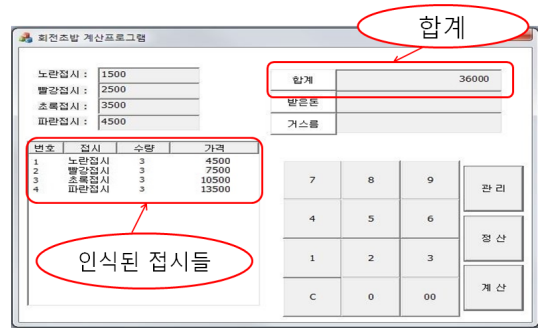 합계
회전초밥 계산프로그램
노란접시 : 1500
빨강접시 : 2500
초록접시 : 3500
파란접시 : 4500
합계 36000
받은돈
거스름
번호 접시 수량 가격
1 노란접시 3 4500
2 빨강접시 3 7500
3 초록접시 3 10500
4 파란접시 3 13500
인식된 접시들
7 8 9 관 리
4 5 6
정 산
1 2 3
C 0 00 계 산